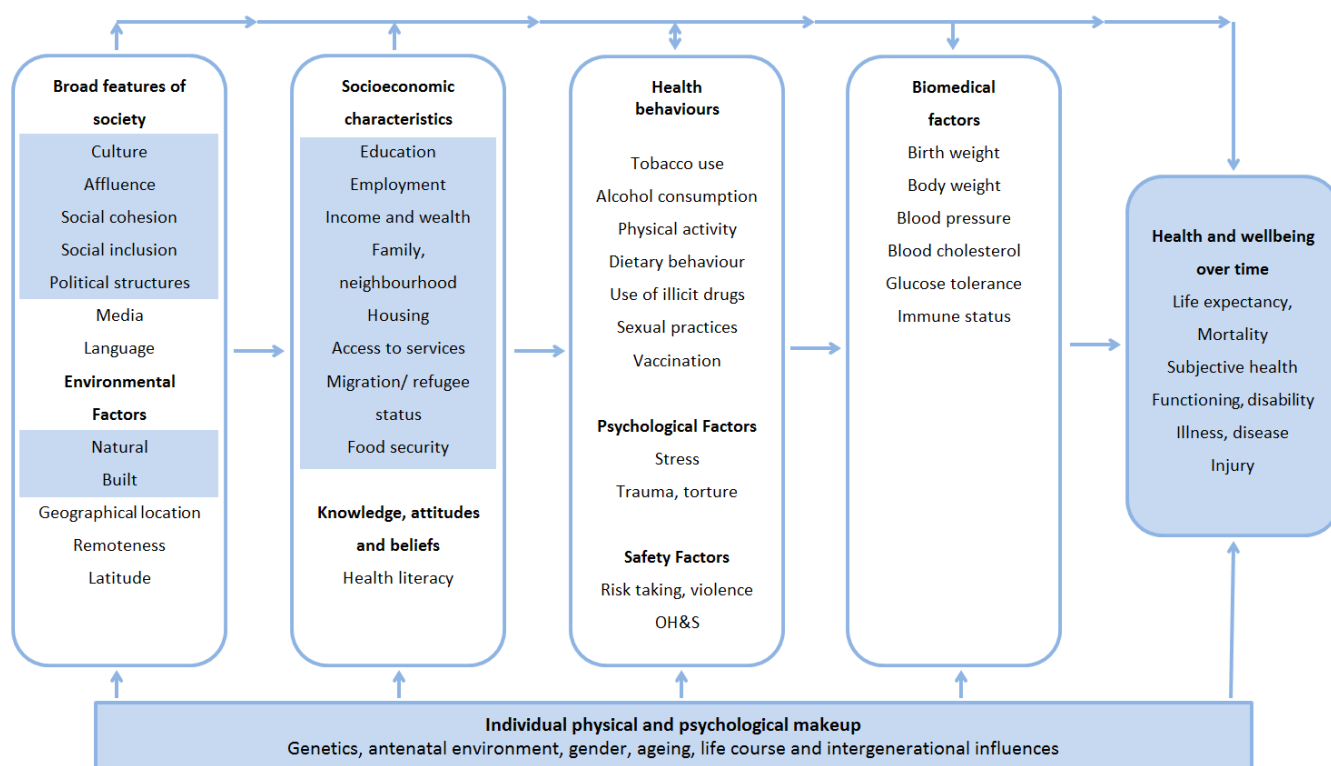 Broad features of
society
Culture
Affluence
Social cohesion
Social inclusion
Political structures
Media
Language
Environmental
Factors
Natural
Built
Geographical location
Remoteness
Latitude
Socioeconomic
characteristics
Education
Employment
Income and wealth
Family,
neighbourhood
Housing
Access to services
Migration/ refugee
status
Food security
Knowledge, attitudes
and beliefs
Health literacy
Health
behaviours
Tobacco use
Alcohol consumption
Physical activity
Dietary behaviour
Use of illicit drugs
Sexual practices
Vaccination
Psychological Factors
Stress
Trauma, torture
Safety Factors
Risk taking, violence
OH&S
Biomedical
factors
Birth weight
Body weight
Blood pressure
Blood cholesterol
Glucose tolerance
Immune status
Health and wellbeing
over time
Life expectancy,
Mortality
Subjective health
Functioning, disability
Illness, disease
Injury
Individual physical and psychological makeup
Genetics, antenatal environment, gender, ageing, life course and intergenerational influences